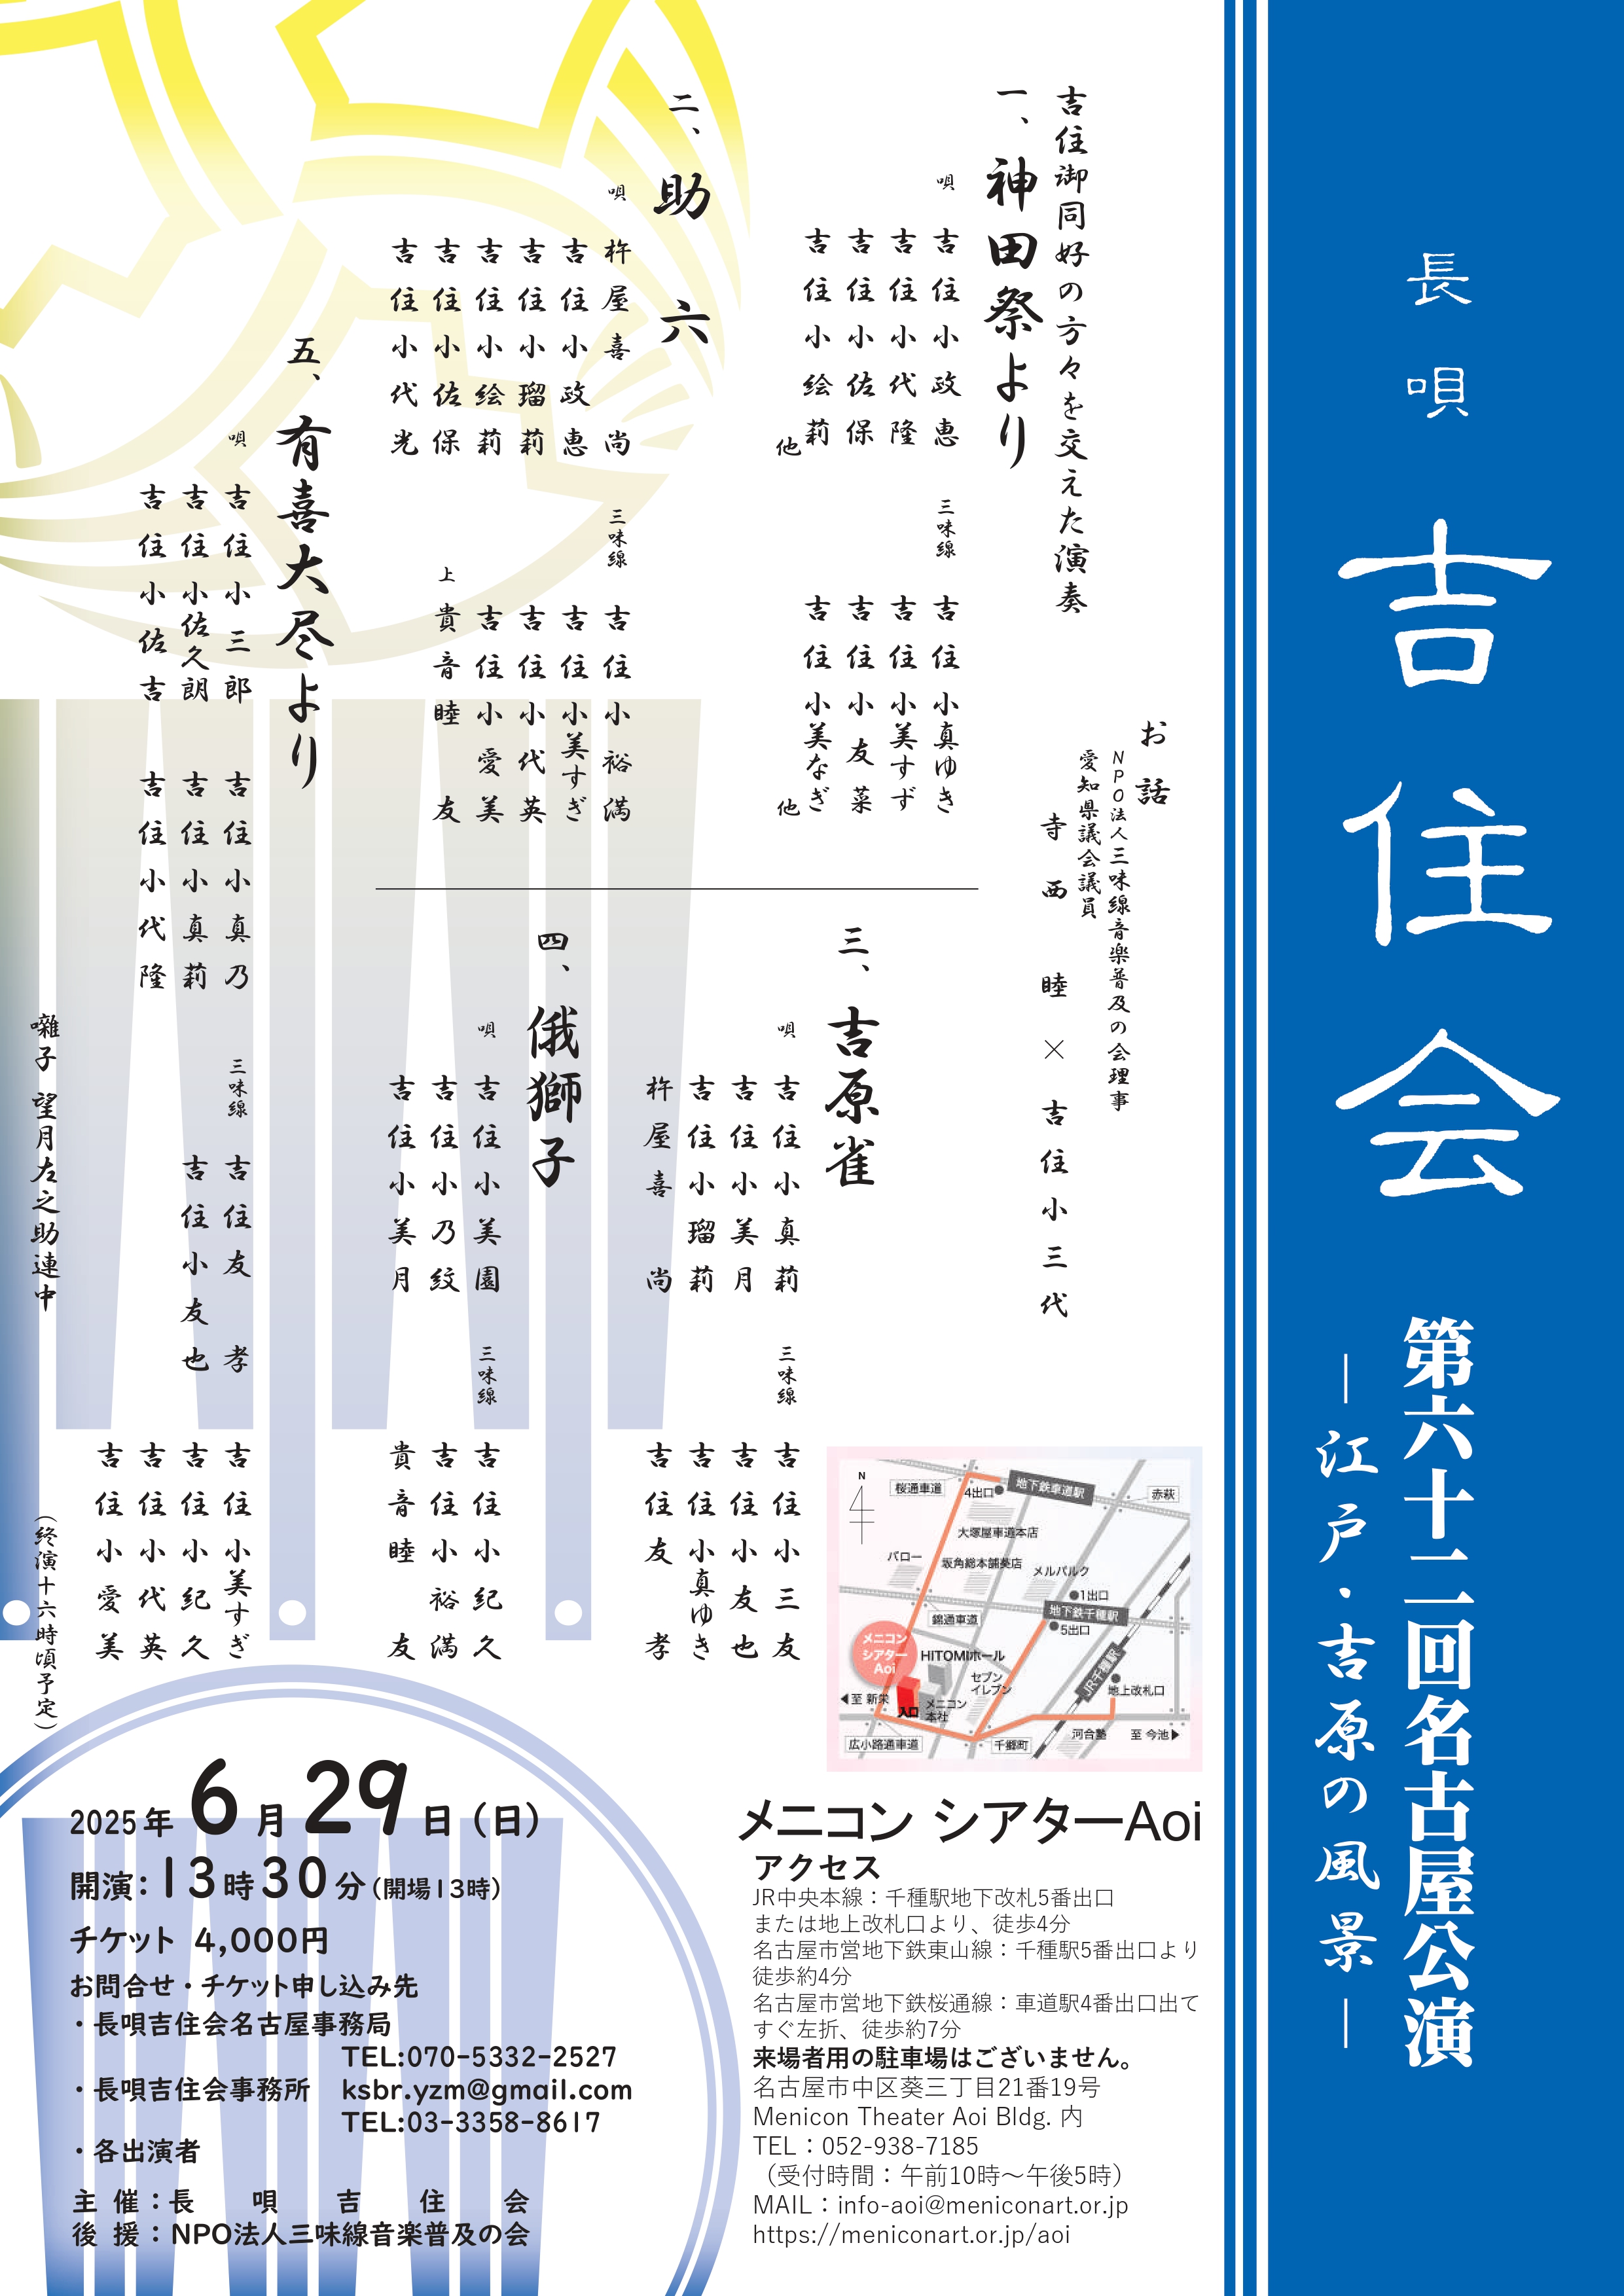 長唄 吉住会
第六十二回名古屋公演
―江戸・吉原の風景―
お話
NPO法人三味線音楽普及の会理事
愛知県議会議員
寺西 睦 × 吉住小三代
吉住御同好の方々を交えた演奏
一、神田祭より
唄 吉住小政恵
吉住小代隆
吉住小佐保
吉住小絵莉
他
三味線 吉住小真ゆき
吉住小美すず
吉住小友菜
吉住小美なぎ
他
二、助六
唄 杵屋喜尚
吉住小政恵
吉住小瑠莉
吉住小絵莉
吉住小佐保
吉住小代光
三味線 吉住小裕満
吉住小美すぎ
吉住小代英
吉住小愛美
上 貴音睦友
三、吉原雀
唄 吉住小真莉
吉住小美月
吉住小瑠莉
杵屋喜尚
三味線 吉住小三友
吉住小友也
吉住小真ゆき
吉住友孝
四、俄獅子
唄 吉住小美園
吉住小乃紋
吉住小美月
三味線 吉住小紀久
吉住小裕満
貴音睦友
五、有喜大尽より
唄 吉住小三郎
吉住小佐久朗
吉住小佐吉
吉住小真乃
吉住小真莉
吉住小代隆
三味線 吉住友孝
吉住小友也
吉住小美すぎ
吉住小紀久
吉住小代英
吉住小愛美
囃子 望月左之助連中
(終演十六時頃予定)
N
桜通車道
4出口
地下鉄車道駅
赤萩
大塚屋車道本店
バロー
坂角総本舗葵店
メルパルク
1出口
地下鉄千種駅
5出口
錦通車道
メニコン
シアター
Aoi
HITOMIホール
セブン
イレブン
JR千種駅
地上改札口
至 新栄
入口
メニコン
本社
広小路通車道
千郷町
河合塾
至 今池
2025年6月29日(日)
開演:13時30分(開場13時)
チケット 4,000円
お問合せ・チケット申し込み先
・長唄吉住会名古屋事務局
TEL:070-5332-2527
・長唄吉住会事務所 ksbr.yzm@gmail.com
TEL:03-3358-8617
・各出演者
主催:長唄吉住会
後援:NPO法人三味線音楽普及の会
メニコン シアターAoi
アクセス
JR中央本線：千種駅地下改札5番出口
または地上改札口より、徒歩4分
名古屋市営地下鉄東山線：千種駅5番出口より
徒歩約4分
名古屋市営地下鉄桜通線：車道駅4番出口出て
すぐ左折、徒歩約7分
来場者用の駐車場はございません。
名古屋市中区葵三丁目21番19号
Menicon Theater Aoi Bldg. 内
TEL：052-938-7185
（受付時間：午前10時～午後5時）
MAIL：info-aoi@meniconart.or.jp
https://meniconart.or.jp/aoi